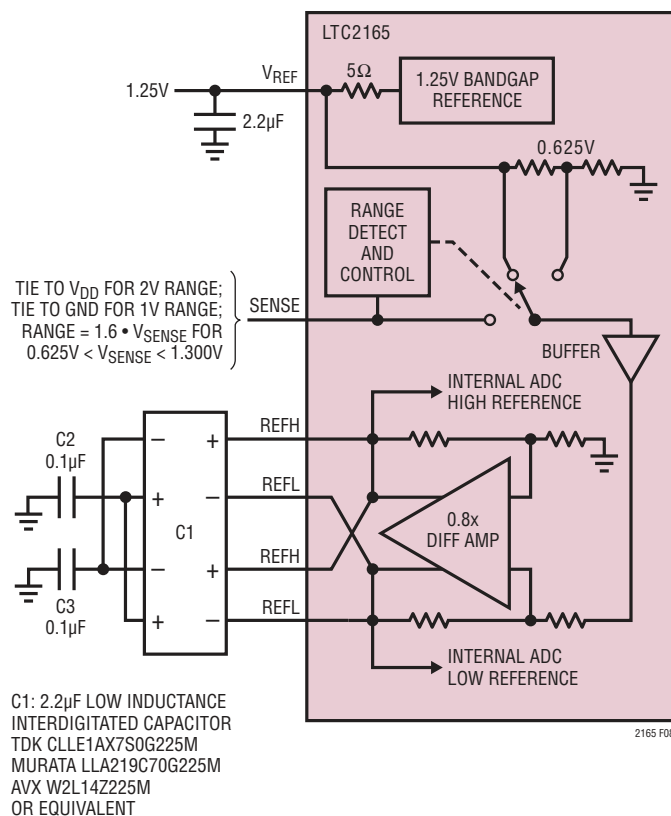 LTC2165
VREF
5Ω
1.25V
1.25V BANDGAP
REFERENCE
2.2µF
0.625V
RANGE
DETECT
AND
CONTROL
TIE TO VDD FOR 2V RANGE;
TIE TO GND FOR 1V RANGE;
RANGE = 1.6 • VSENSE FOR
0.625V < VSENSE < 1.300V
SENSE
BUFFER
INTERNAL ADC
HIGH REFERENCE
REFH
C2
0.1µF
–
+
REFL
+
–
0.8x
DIFF AMP
C1
REFH
–
+
C3
0.1µF
REFL
+
–
INTERNAL ADC
LOW REFERENCE
C1: 2.2µF LOW INDUCTANCE
INTERDIGITATED CAPACITOR
TDK CLLE1AX7S0G225M
MURATA LLA219C70G225M
AVX W2L14Z225M
OR EQUIVALENT
2165 F08